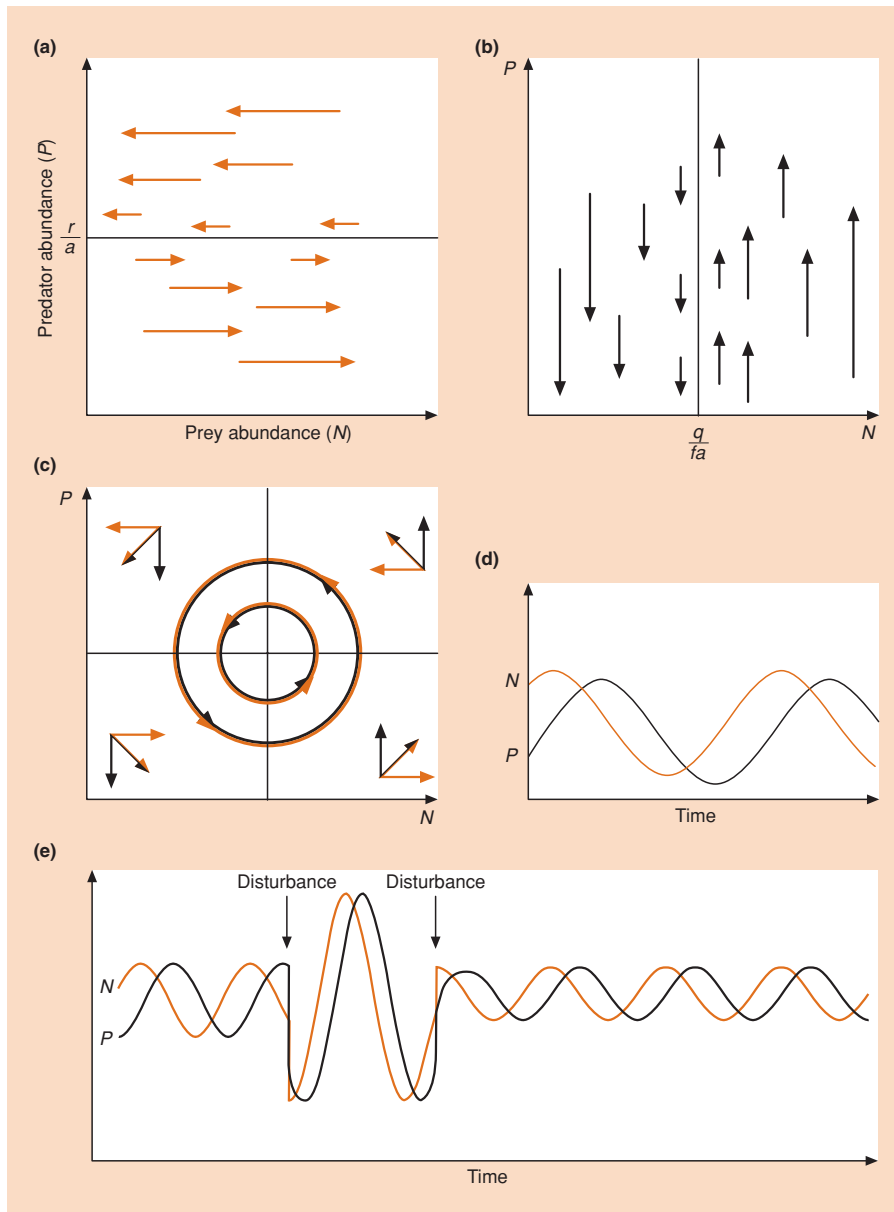 (a)
Predator abundance (P)
r
a
Prey abundance (N)
(b)
P
q
fa
N
(c)
P
N
(d)
N
P
Time
(e)
Disturbance Disturbance
N
P
Time